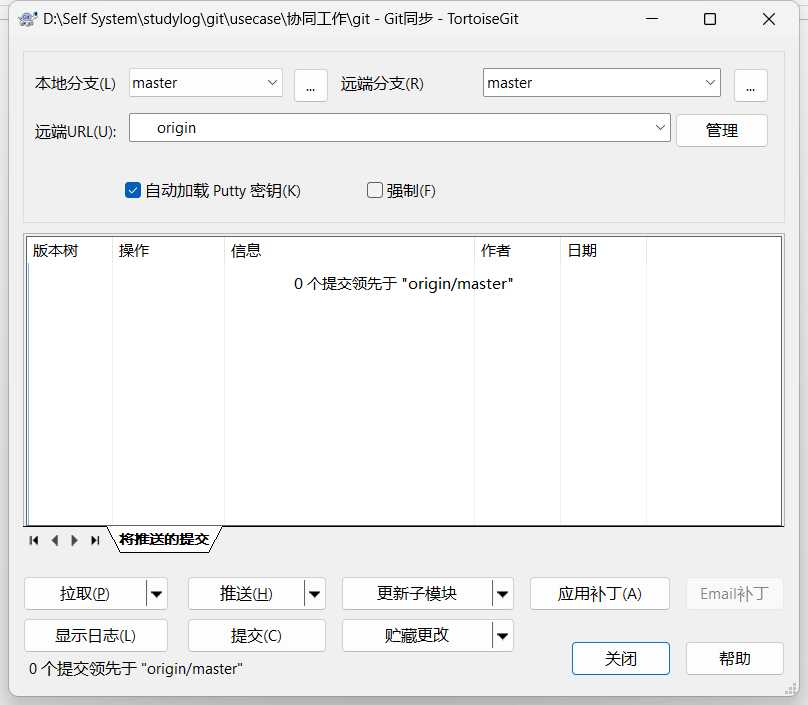 D:\Self System\studylog\git\usecase\协同工作\git - Git同步 - TortoiseGit
本地分支(L) master ... 远端分支(R) master ...
远端URL(U): origin 管理
自动加载 Putty 密钥(K) 强制(F)
版本树 操作 信息 作者 日期
0 个提交领先于 "origin/master"
将推送的提交
拉取(P) 推送(H) 更新子模块 应用补丁(A) Email补丁
显示日志(L) 提交(C) 贮藏更改
关闭 帮助
0 个提交领先于 "origin/master"